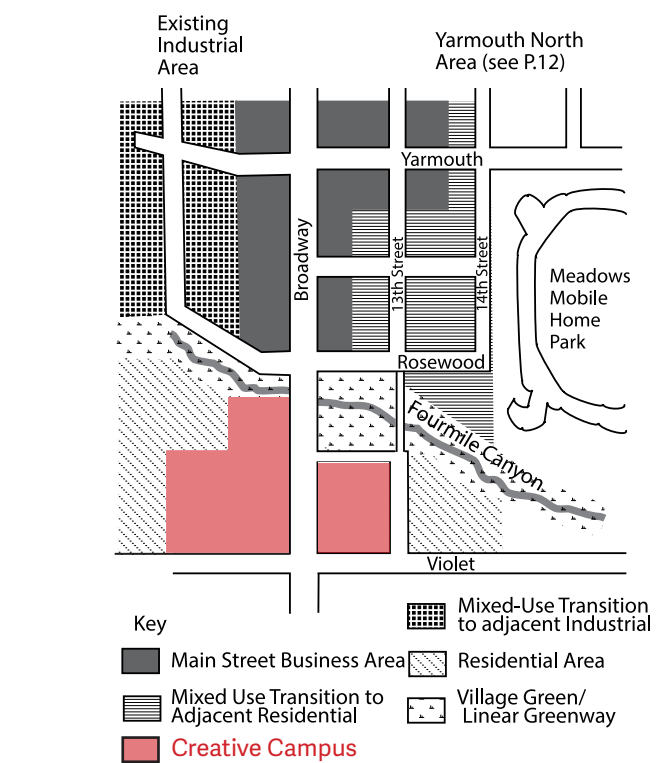 Existing
Industrial
Area
Yarmouth North
Area (see P.12)
Yarmouth
Broadway
13th Street
14th Street
Meadows
Mobile
Home
Park
Rosewood
Fourmile Canyon
Violet
Key
Mixed-Use Transition
to adjacent Industrial
Main Street Business Area
Residential Area
Mixed Use Transition to
Adjacent Residential
Village Green/
Linear Greenway
Creative Campus